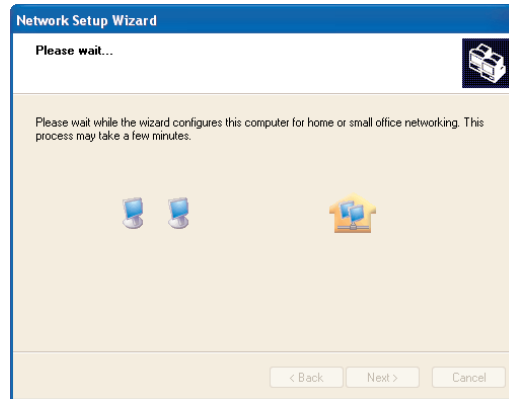 Network Setup Wizard
Please wait...
Please wait while the wizard configures this computer for home or small office networking. This
process may take a few minutes.
< Back Next > Cancel